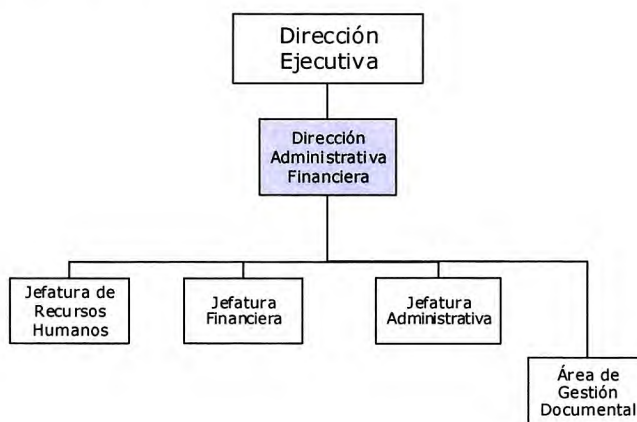 Dirección
Ejecutiva
Dirección
Administrativa
Financiera
Jefatura de
Recursos
Humanos
Jefatura
Financiera
Jefatura
Administrativa
Área de
Gestión
Documental